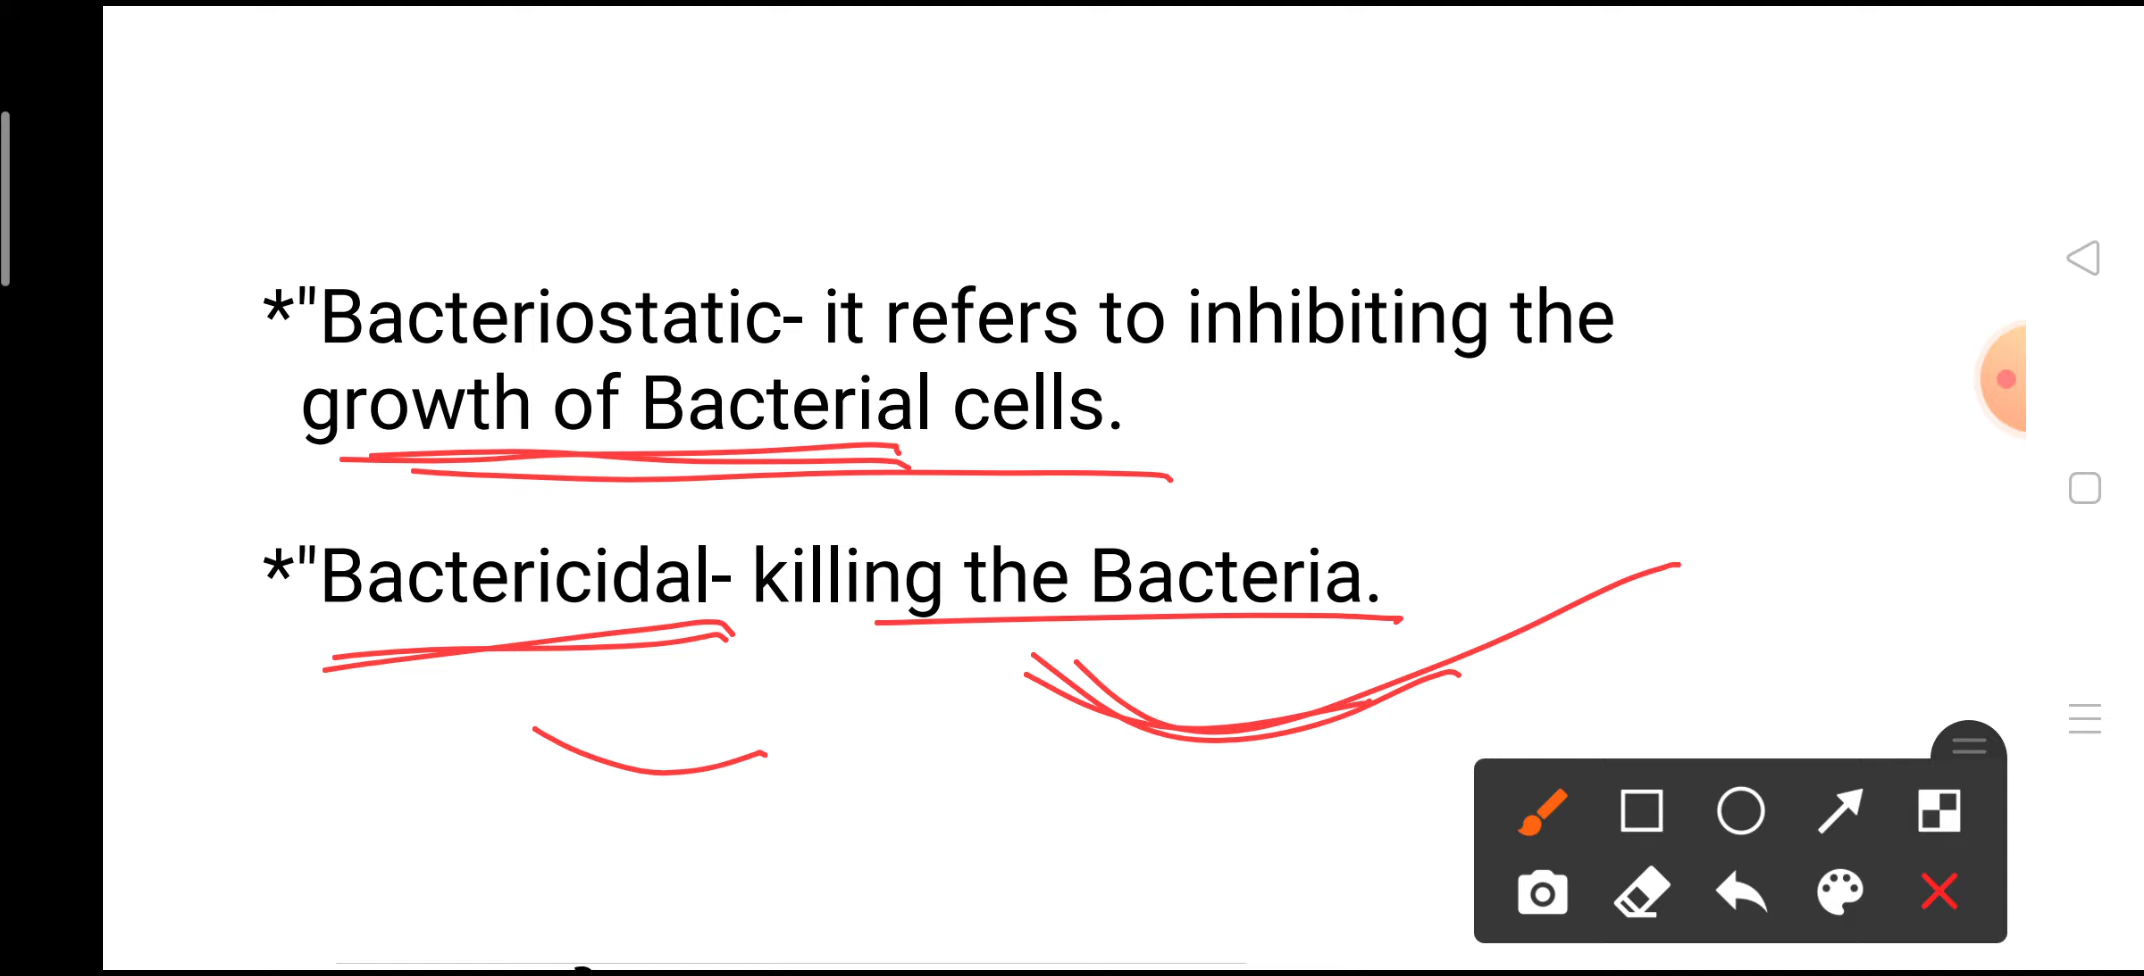 *"Bacteriostatic- it refers to inhibiting the
growth of Bacterial cells.
*"Bactericidal- killing the Bacteria.